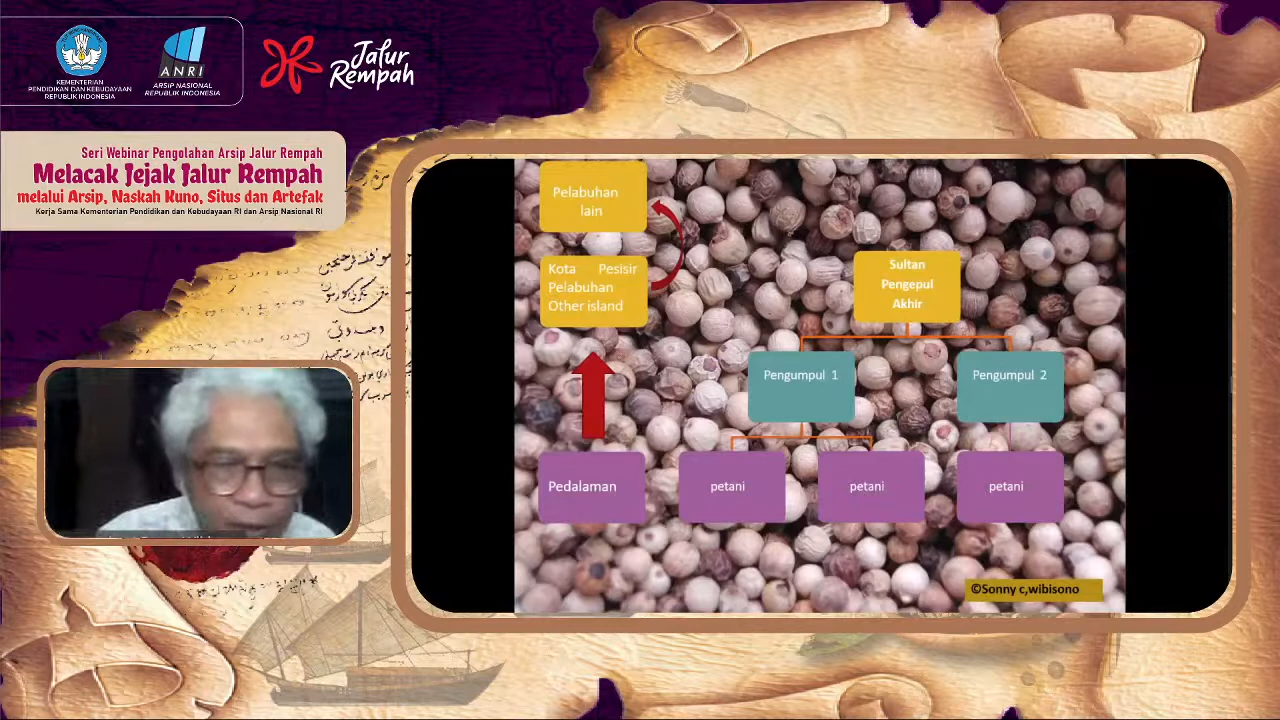 KEMENTERIAN
PENDIDIKAN DAN KEBUDAYAAN
REPUBLIK INDONESIA
ANRI
ARSIP NASIONAL
REPUBLIK INDONESIA
Jalur
Rempah
Seri Webinar Pengolahan Arsip Jalur Rempah
Melacak Jejak Jalur Rempah
melalui Arsip, Naskah Kuno, Situs dan Artefak
Kerja Sama Kementerian Pendidikan dan Kebudayaan RI dan Arsip Nasional RI
Pelabuhan
lain
Kota Pesisir
Pelabuhan
Other island
Sultan
Pengepul
Akhir
Pengumpul 1
Pengumpul 2
Pedalaman
petani
petani
petani
©Sonny c,wibisono